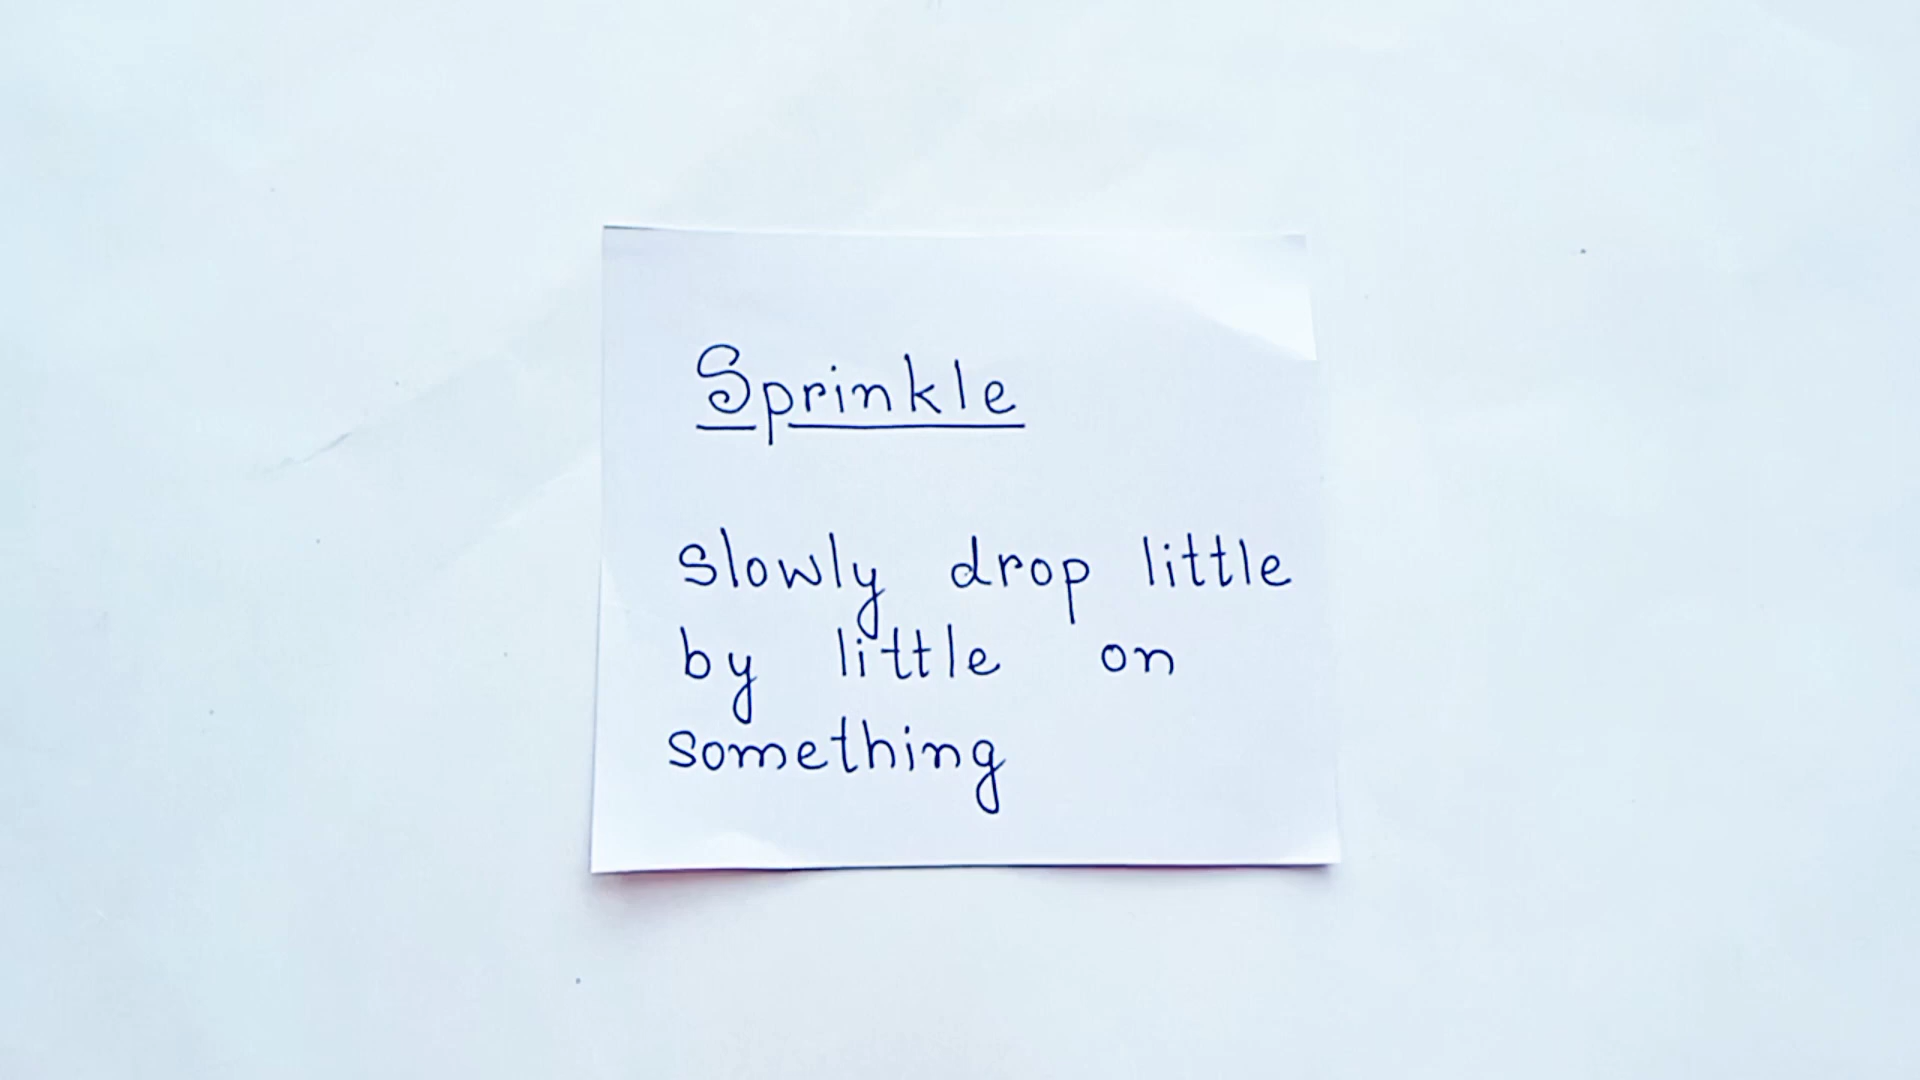 Sprinkle
Slowly drop little
by little on
something